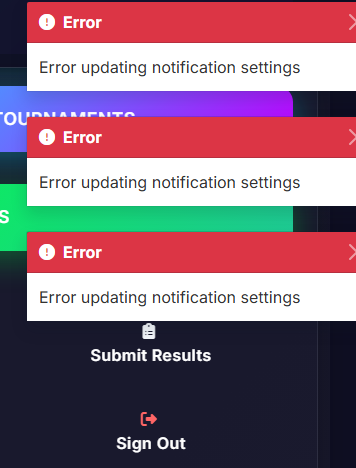 Error
Error updating notification settings
TOURNAMENTS
Error
Error updating notification settings
S
Error
Error updating notification settings
Submit Results
Sign Out